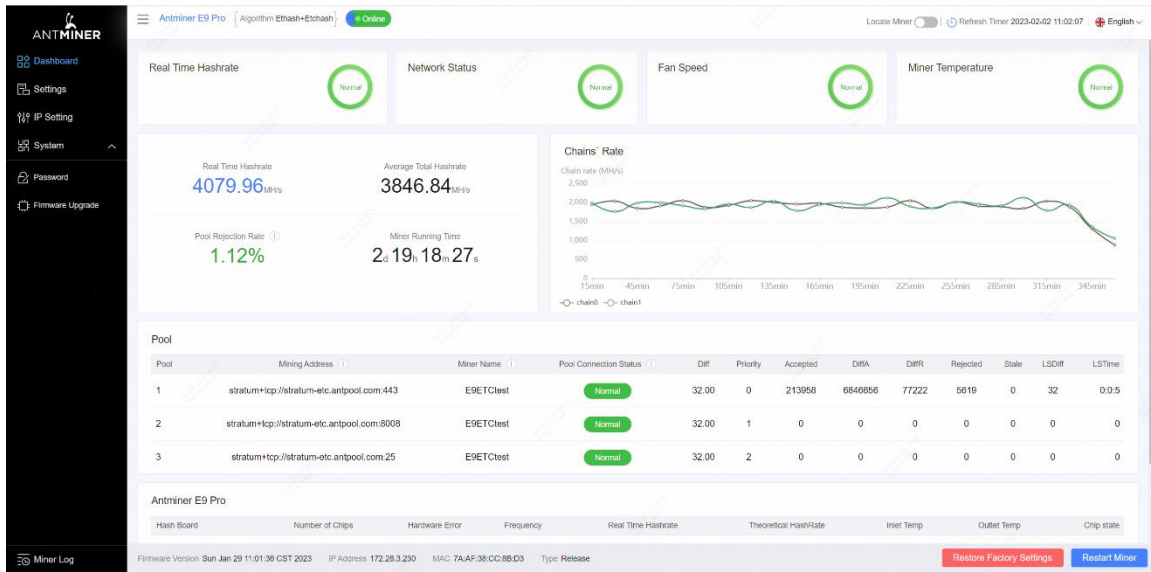 ANTMINER
Dashboard
Settings
IP Setting
System
Password
Firmware Upgrade
Miner Log
Antminer E9 Pro { Algorithm Ethash+Etchash } Online
Locate Miner Refresh Timer 2023-02-02 11:02:07 English
Real Time Hashrate Normal
Network Status Normal
Fan Speed Normal
Miner Temperature Normal
Real Time Hashrate Average Total Hashrate
4079.96MH/s 3846.84MH/s
Pool Rejection Rate Miner Running Time
1.12% 2d 19h 18m 27s
Chains` Rate
Chain rate (MH/s)
2,500
2,000
1,500
1,000
500
0
15min 45min 75min 105min 135min 165min 195min 225min 255min 285min 315min 345min
chain0 chain1
Pool
Pool Mining Address Miner Name Pool Connection Status Diff Priority Accepted DiffA DiffR Rejected Stale LSDiff LSTime
1 stratum+tcp://stratum-etc.antpool.com:443 E9ETCtest Normal 32.00 0 213958 6846656 77222 5619 0 32 0:0:5
2 stratum+tcp://stratum-etc.antpool.com:8008 E9ETCtest Normal 32.00 1 0 0 0 0 0 0 0
3 stratum+tcp://stratum-etc.antpool.com:25 E9ETCtest Normal 32.00 2 0 0 0 0 0 0 0
Antminer E9 Pro
Hash Board Number of Chips Hardware Error Frequency Real Time Hashrate Theoretical HashRate Inlet Temp Outlet Temp Chip state
Firmware Version Sun Jan 29 11:01:36 CST 2023 IP Address 172.28.3.230 MAC 7A:AF:38:CC:8B:D3 Type Release
Restore Factory Settings Restart Miner